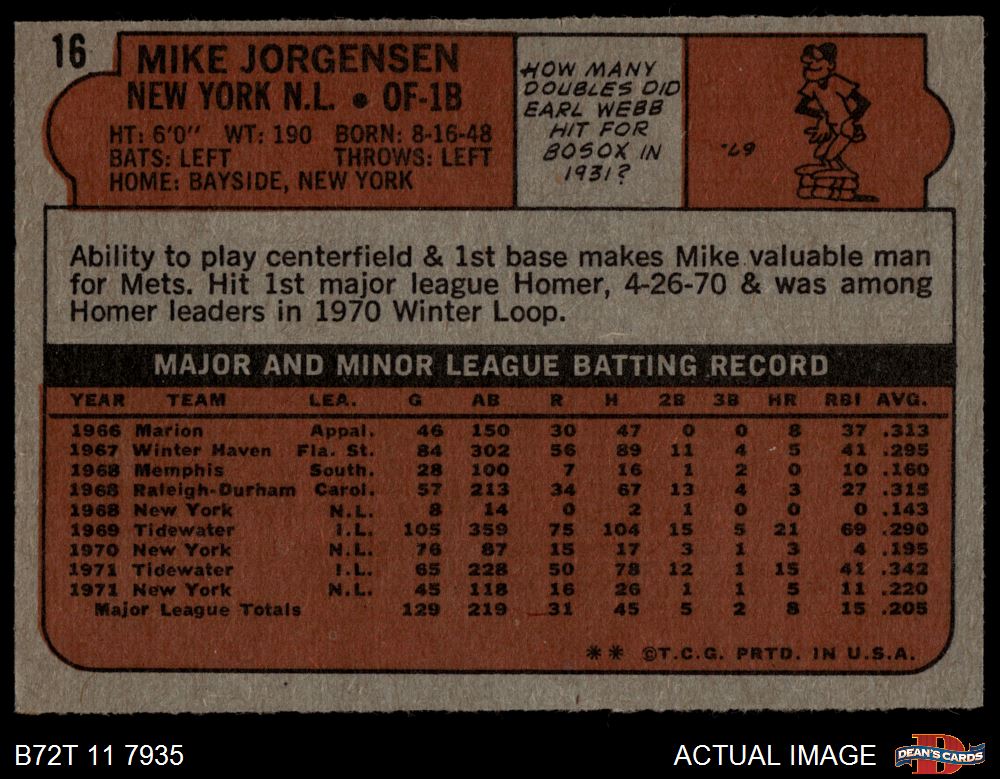 16
MIKE JORGENSEN
NEW YORK N.L. • OF-1B
HT: 6'0" WT: 190 BORN: 8-16-48
BATS: LEFT THROWS: LEFT
HOME: BAYSIDE, NEW YORK
HOW MANY
DOUBLES DID
EARL WEBB
HIT FOR
BOSOX IN
1931?
67.
Ability to play centerfield & 1st base makes Mike valuable man
for Mets. Hit 1st major league Homer, 4-26-70 & was among
Homer leaders in 1970 Winter Loop.
MAJOR AND MINOR LEAGUE BATTING RECORD
YEAR TEAM LEA. G AB R H 2B 3B HR RBI AVG.
1966 Marion Appal. 46 150 30 47 0 0 8 37 .313
1967 Winter Haven Fla. St. 84 302 56 89 11 4 5 41 .295
1968 Memphis South. 28 100 7 16 1 2 0 10 .160
1968 Raleigh-Durham Carol. 57 213 34 67 13 4 3 27 .315
1968 New York N.L. 8 14 0 2 1 0 0 0 .143
1969 Tidewater I.L. 105 359 75 104 15 5 21 69 .290
1970 New York N.L. 76 87 15 17 3 1 3 4 .195
1971 Tidewater I.L. 65 228 50 78 12 1 15 41 .342
1971 New York N.L. 45 118 16 26 1 1 5 11 .220
Major League Totals 129 219 31 45 5 2 8 15 .205
** ©T.C.G. PRTD. IN U.S.A.
B72T 11 7935
ACTUAL IMAGE
D
DEAN'S CARDS